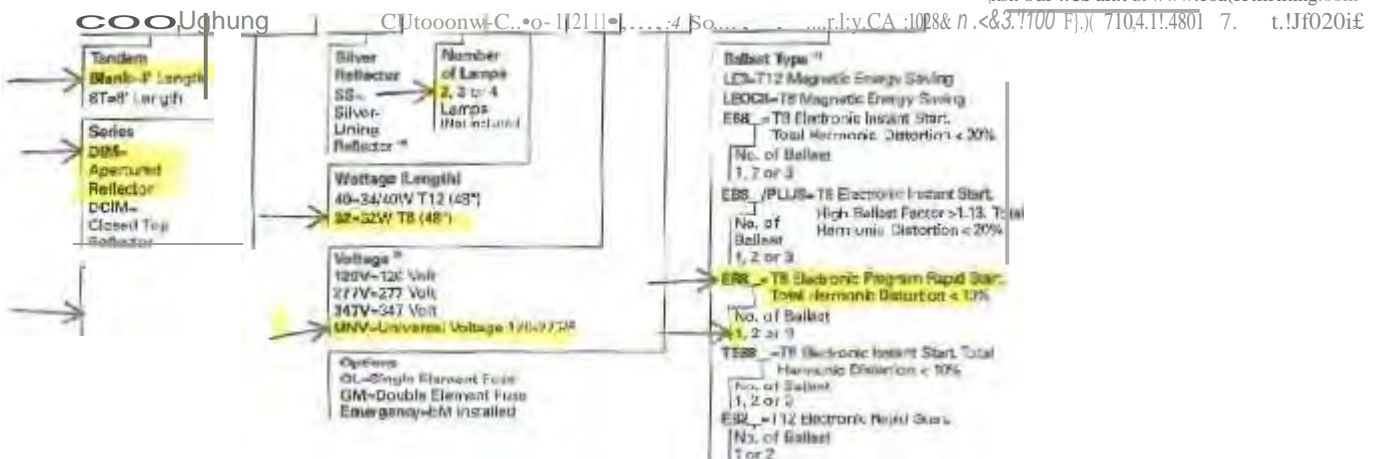 COOUghung
Tandem
Blank=4' Length
8T=8' Length
Series
DIM=
Apertured
Reflector
DCIM=
Closed Top
Reflector
Silver
Reflector
SS=
Silver-
Lining
Reflector
Number
of Lamps
2, 3 or 4
Lamps
(Not included)
Wattage (Length)
40=34/40W T12 (48")
32=32W T8 (48")
Voltage
120V=120 Volt
277V=277 Volt
347V=347 Volt
UNV=Universal Voltage 120-277
Options
GL=Single Element Fuse
GM=Double Element Fuse
Emergency=EM installed
Ballast Type
T12 Magnetic Energy Saving
T8 Magnetic Energy Saving
EB8_=T8 Electronic Instant Start.
Total Harmonic Distortion < 20%
No. of Ballast
1, 2 or 3
EB8_/PLUS=T8 Electronic Instant Start.
High Ballast Factor >1.13. Total
Harmonic Distortion < 20%
No. of
Ballast
1, 2 or 3
ER8_=T8 Electronic Program Rapid Start.
Total Harmonic Distortion < 10%
No. of Ballast
1, 2 or 3
T8 Electronic Instant Start. Total
Harmonic Distortion < 10%
No. of Ballast
1, 2 or 3
T12 Electronic Rapid Start.
No. of Ballast
1 or 2